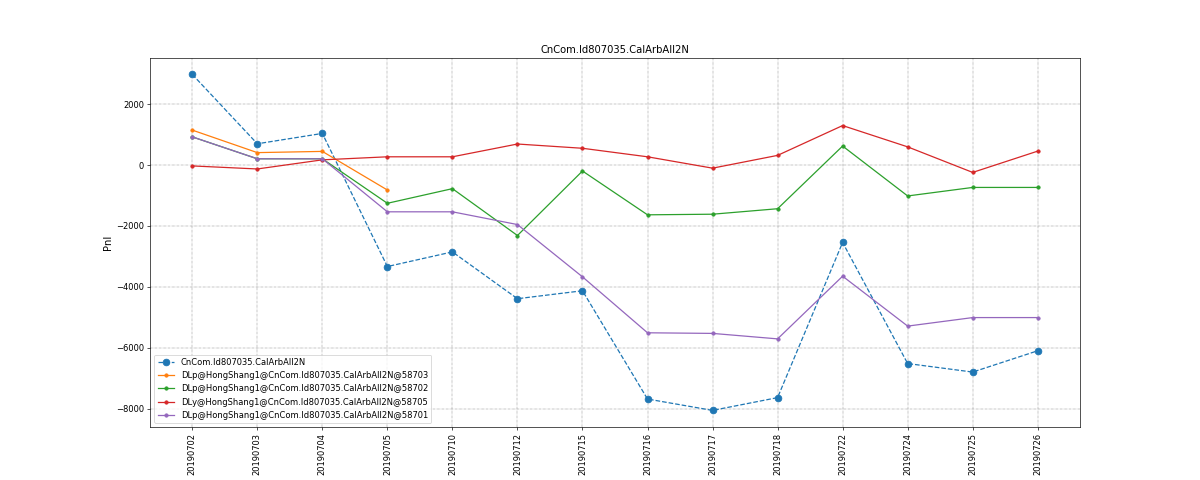 CnCom.Id807035.CalArbAll2N
Pnl
2000
0
−2000
−4000
−6000
−8000
CnCom.Id807035.CalArbAll2N
DLp@HongShang1@CnCom.Id807035.CalArbAll2N@58703
DLp@HongShang1@CnCom.Id807035.CalArbAll2N@58702
DLy@HongShang1@CnCom.Id807035.CalArbAll2N@58705
DLp@HongShang1@CnCom.Id807035.CalArbAll2N@58701
20190702
20190703
20190704
20190705
20190710
20190712
20190715
20190716
20190717
20190718
20190722
20190724
20190725
20190726